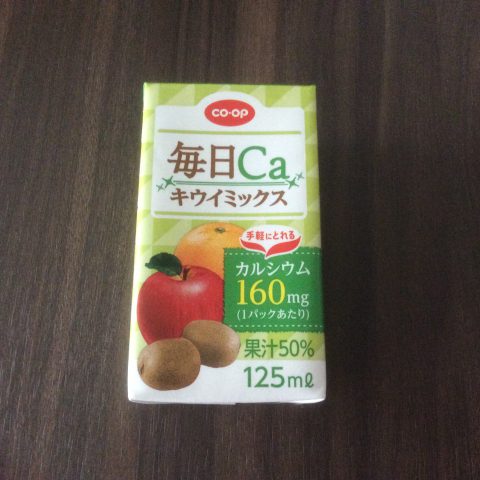 CO・OP
毎日Ca
キウイミックス
手軽にとれる
カルシウム
160mg
(1パックあたり)
果汁50%
125mℓ